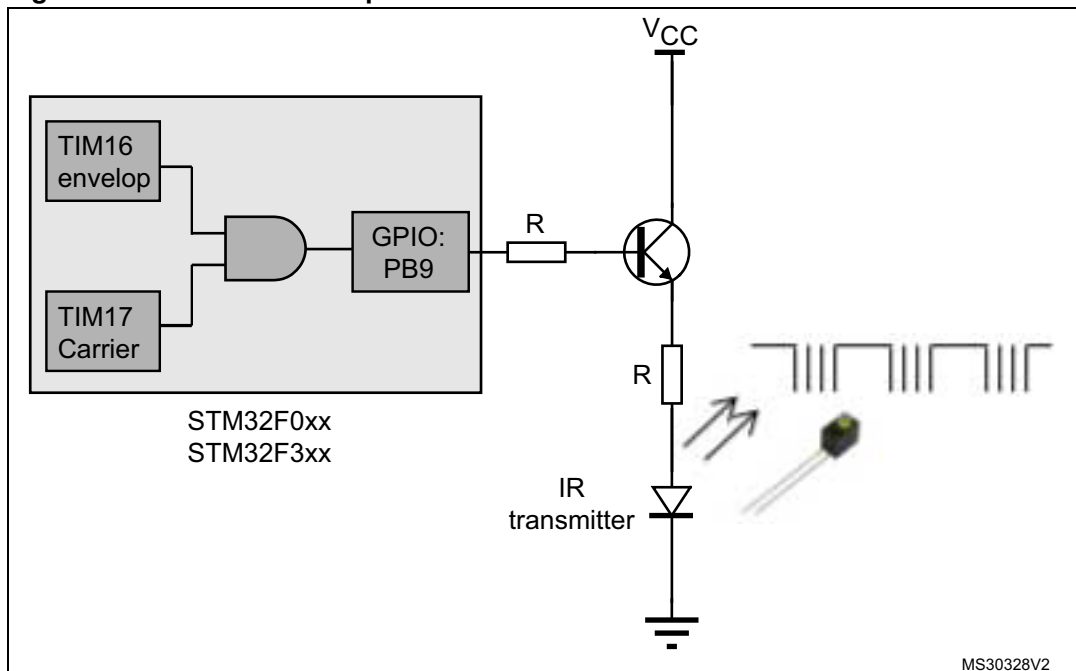 VCC
TIM16
envelop
TIM17
Carrier
GPIO:
PB9
R
R
STM32F0xx
STM32F3xx
IR
transmitter
MS30328V2